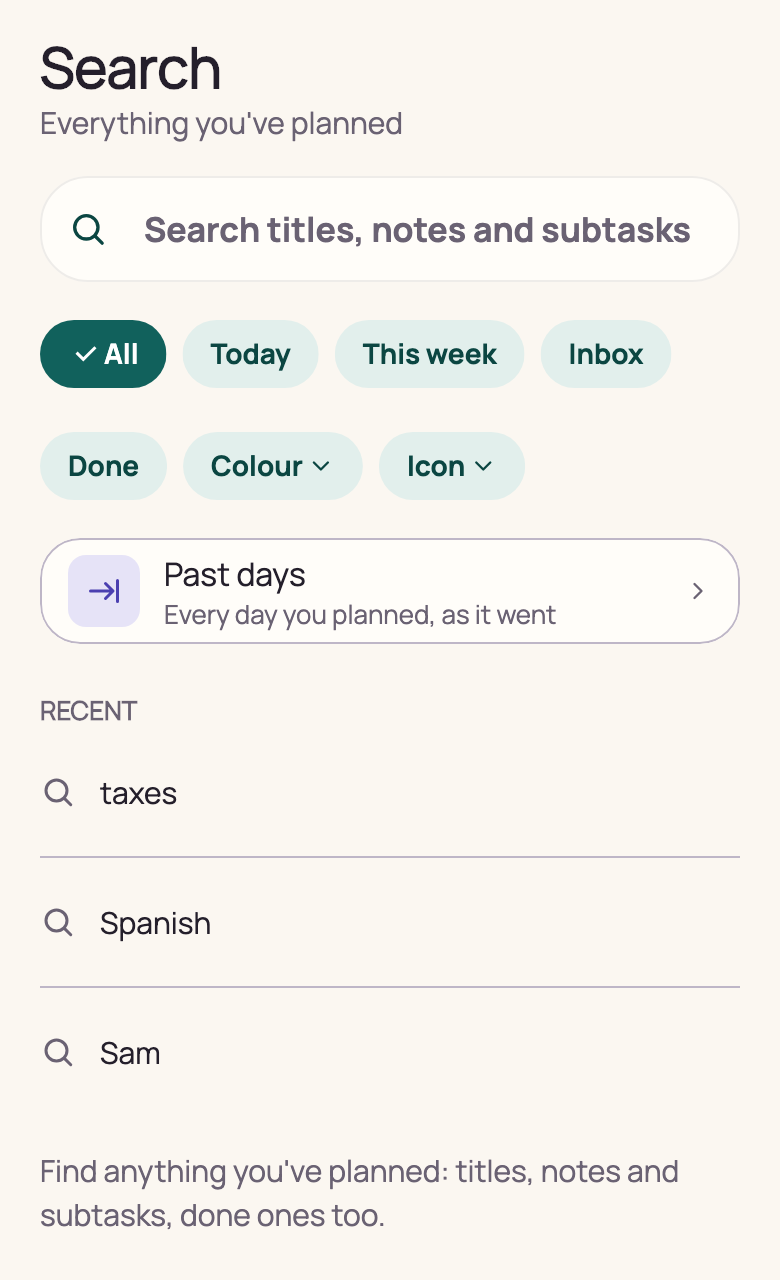 Search
Everything you've planned
Search titles, notes and subtasks
All Today This week Inbox
Done Colour Icon
Past days
Every day you planned, as it went
RECENT
taxes
Spanish
Sam
Find anything you've planned: titles, notes and
subtasks, done ones too.